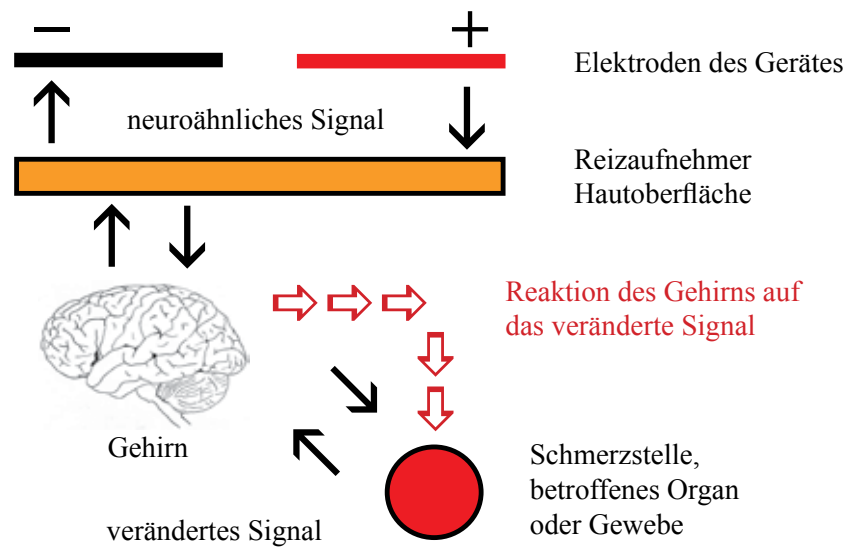 − +
Elektroden des Gerätes
neuroähnliches Signal
Reizaufnehmer
Hautoberfläche
Reaktion des Gehirns auf
das veränderte Signal
Gehirn
Schmerzstelle,
betroffenes Organ
oder Gewebe
verändertes Signal